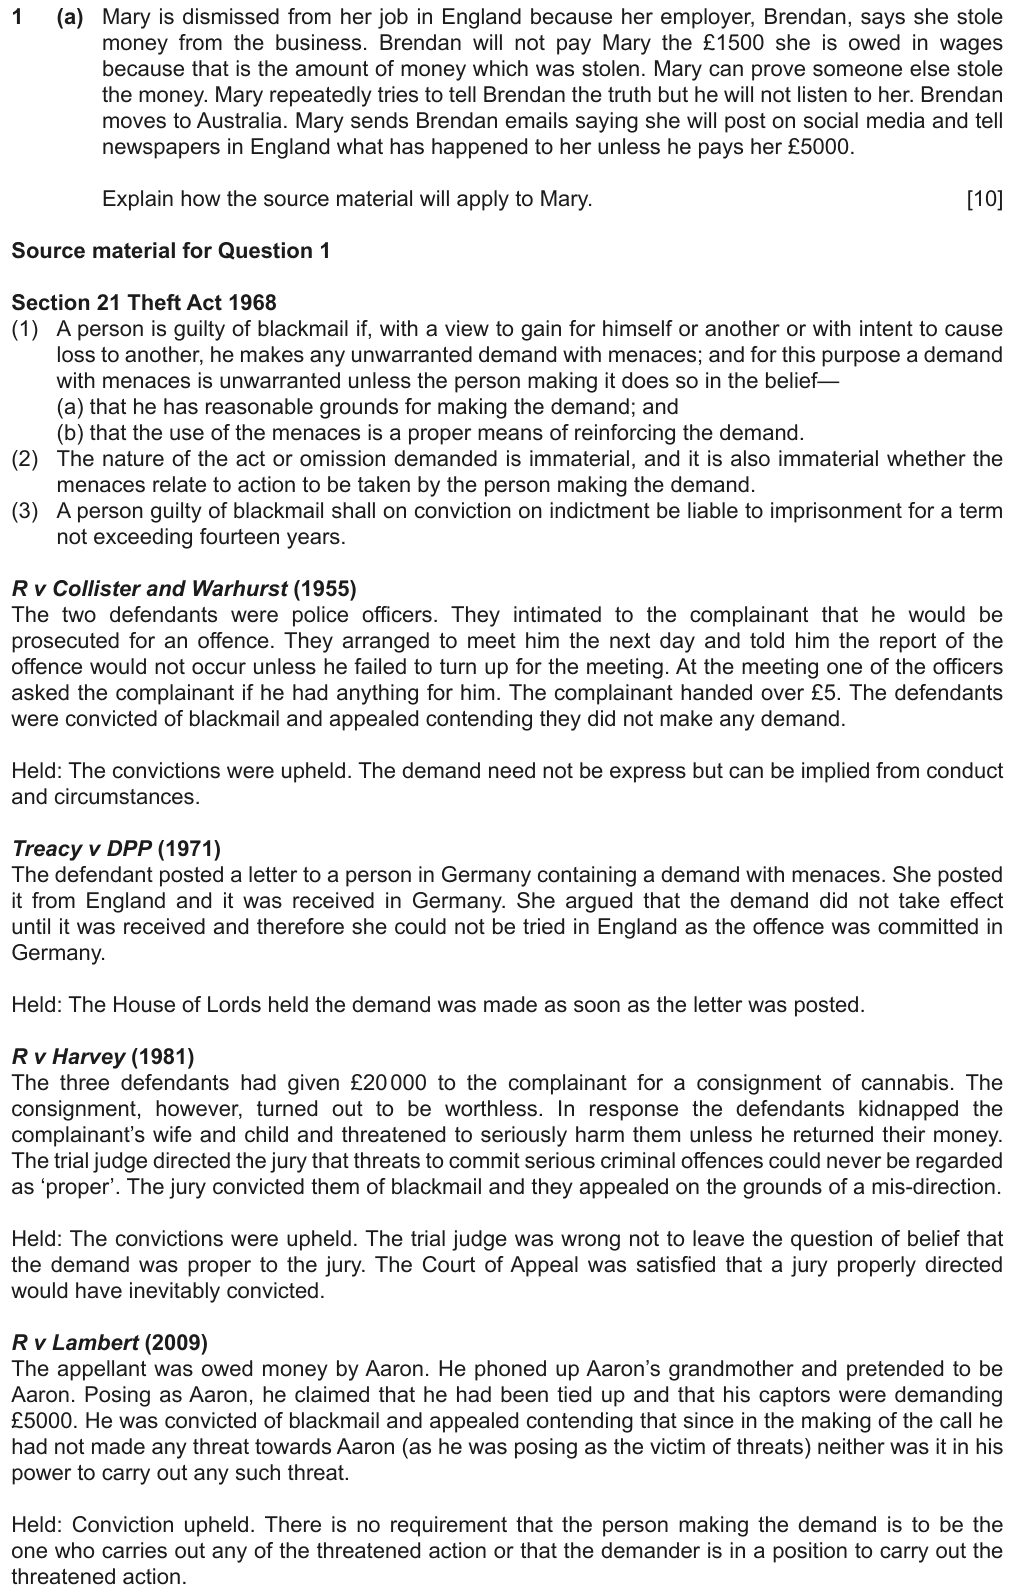 1 (a) Mary is dismissed from her job in England because her employer, Brendan, says she stole
money from the business. Brendan will not pay Mary the £1500 she is owed in wages
because that is the amount of money which was stolen. Mary can prove someone else stole
the money. Mary repeatedly tries to tell Brendan the truth but he will not listen to her. Brendan
moves to Australia. Mary sends Brendan emails saying she will post on social media and tell
newspapers in England what has happened to her unless he pays her £5000.
Explain how the source material will apply to Mary. [10]
Source material for Question 1
Section 21 Theft Act 1968
(1) A person is guilty of blackmail if, with a view to gain for himself or another or with intent to cause
loss to another, he makes any unwarranted demand with menaces; and for this purpose a demand
with menaces is unwarranted unless the person making it does so in the belief—
(a) that he has reasonable grounds for making the demand; and
(b) that the use of the menaces is a proper means of reinforcing the demand.
(2) The nature of the act or omission demanded is immaterial, and it is also immaterial whether the
menaces relate to action to be taken by the person making the demand.
(3) A person guilty of blackmail shall on conviction on indictment be liable to imprisonment for a term
not exceeding fourteen years.
R v Collister and Warhurst (1955)
The two defendants were police officers. They intimated to the complainant that he would be
prosecuted for an offence. They arranged to meet him the next day and told him the report of the
offence would not occur unless he failed to turn up for the meeting. At the meeting one of the officers
asked the complainant if he had anything for him. The complainant handed over £5. The defendants
were convicted of blackmail and appealed contending they did not make any demand.
Held: The convictions were upheld. The demand need not be express but can be implied from conduct
and circumstances.
Treacy v DPP (1971)
The defendant posted a letter to a person in Germany containing a demand with menaces. She posted
it from England and it was received in Germany. She argued that the demand did not take effect
until it was received and therefore she could not be tried in England as the offence was committed in
Germany.
Held: The House of Lords held the demand was made as soon as the letter was posted.
R v Harvey (1981)
The three defendants had given £20 000 to the complainant for a consignment of cannabis. The
consignment, however, turned out to be worthless. In response the defendants kidnapped the
complainant's wife and child and threatened to seriously harm them unless he returned their money.
The trial judge directed the jury that threats to commit serious criminal offences could never be regarded
as 'proper'. The jury convicted them of blackmail and they appealed on the grounds of a mis-direction.
Held: The convictions were upheld. The trial judge was wrong not to leave the question of belief that
the demand was proper to the jury. The Court of Appeal was satisfied that a jury properly directed
would have inevitably convicted.
R v Lambert (2009)
The appellant was owed money by Aaron. He phoned up Aaron's grandmother and pretended to be
Aaron. Posing as Aaron, he claimed that he had been tied up and that his captors were demanding
£5000. He was convicted of blackmail and appealed contending that since in the making of the call he
had not made any threat towards Aaron (as he was posing as the victim of threats) neither was it in his
power to carry out any such threat.
Held: Conviction upheld. There is no requirement that the person making the demand is to be the
one who carries out any of the threatened action or that the demander is in a position to carry out the
threatened action.